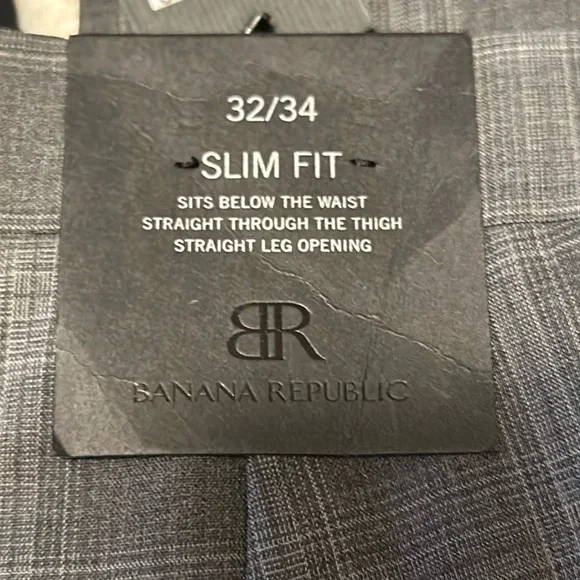 32/34
SLIM FIT
SITS BELOW THE WAIST
STRAIGHT THROUGH THE THIGH
STRAIGHT LEG OPENING
BR
BANANA REPUBLIC